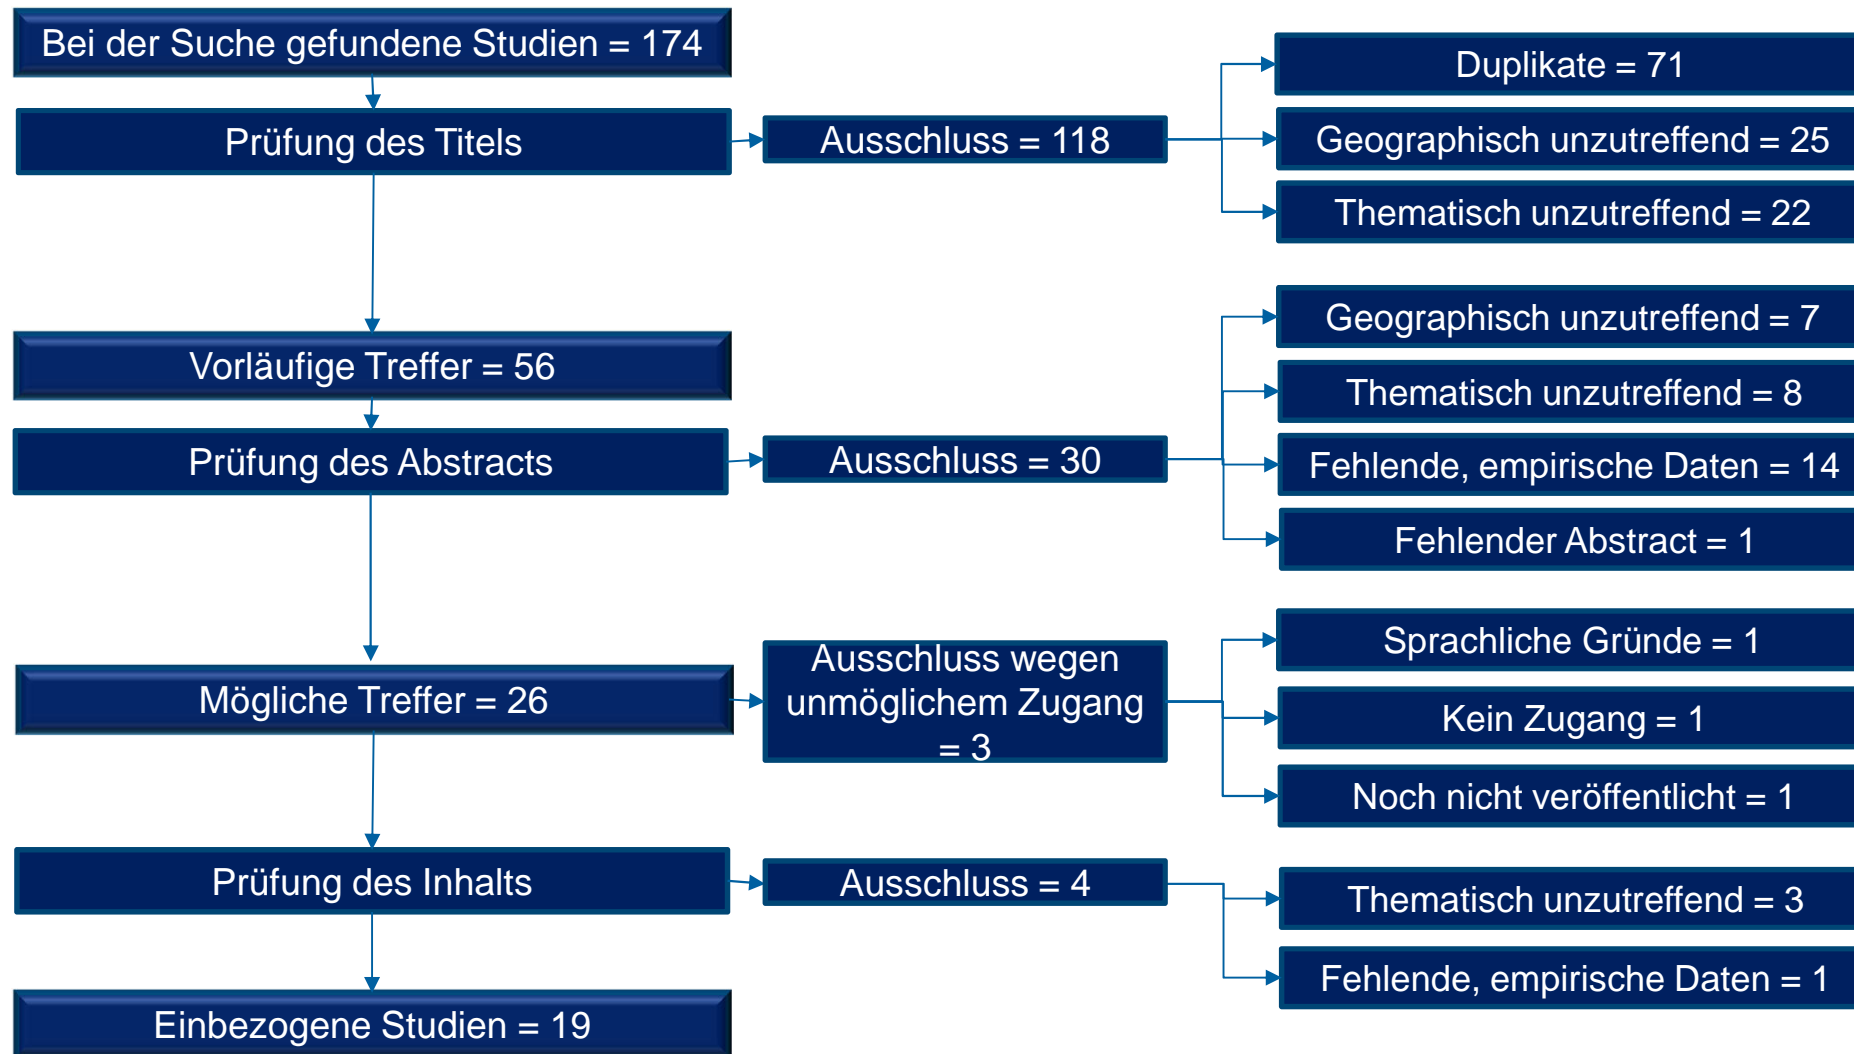 Bei der Suche gefundene Studien = 174
Prüfung des Titels
Ausschluss = 118
Duplikate = 71
Geographisch unzutreffend = 25
Thematisch unzutreffend = 22
Vorläufige Treffer = 56
Prüfung des Abstracts
Ausschluss = 30
Geographisch unzutreffend = 7
Thematisch unzutreffend = 8
Fehlende, empirische Daten = 14
Fehlender Abstract = 1
Mögliche Treffer = 26
Ausschluss wegen
unmöglichem Zugang
= 3
Sprachliche Gründe = 1
Kein Zugang = 1
Noch nicht veröffentlicht = 1
Prüfung des Inhalts
Ausschluss = 4
Thematisch unzutreffend = 3
Fehlende, empirische Daten = 1
Einbezogene Studien = 19